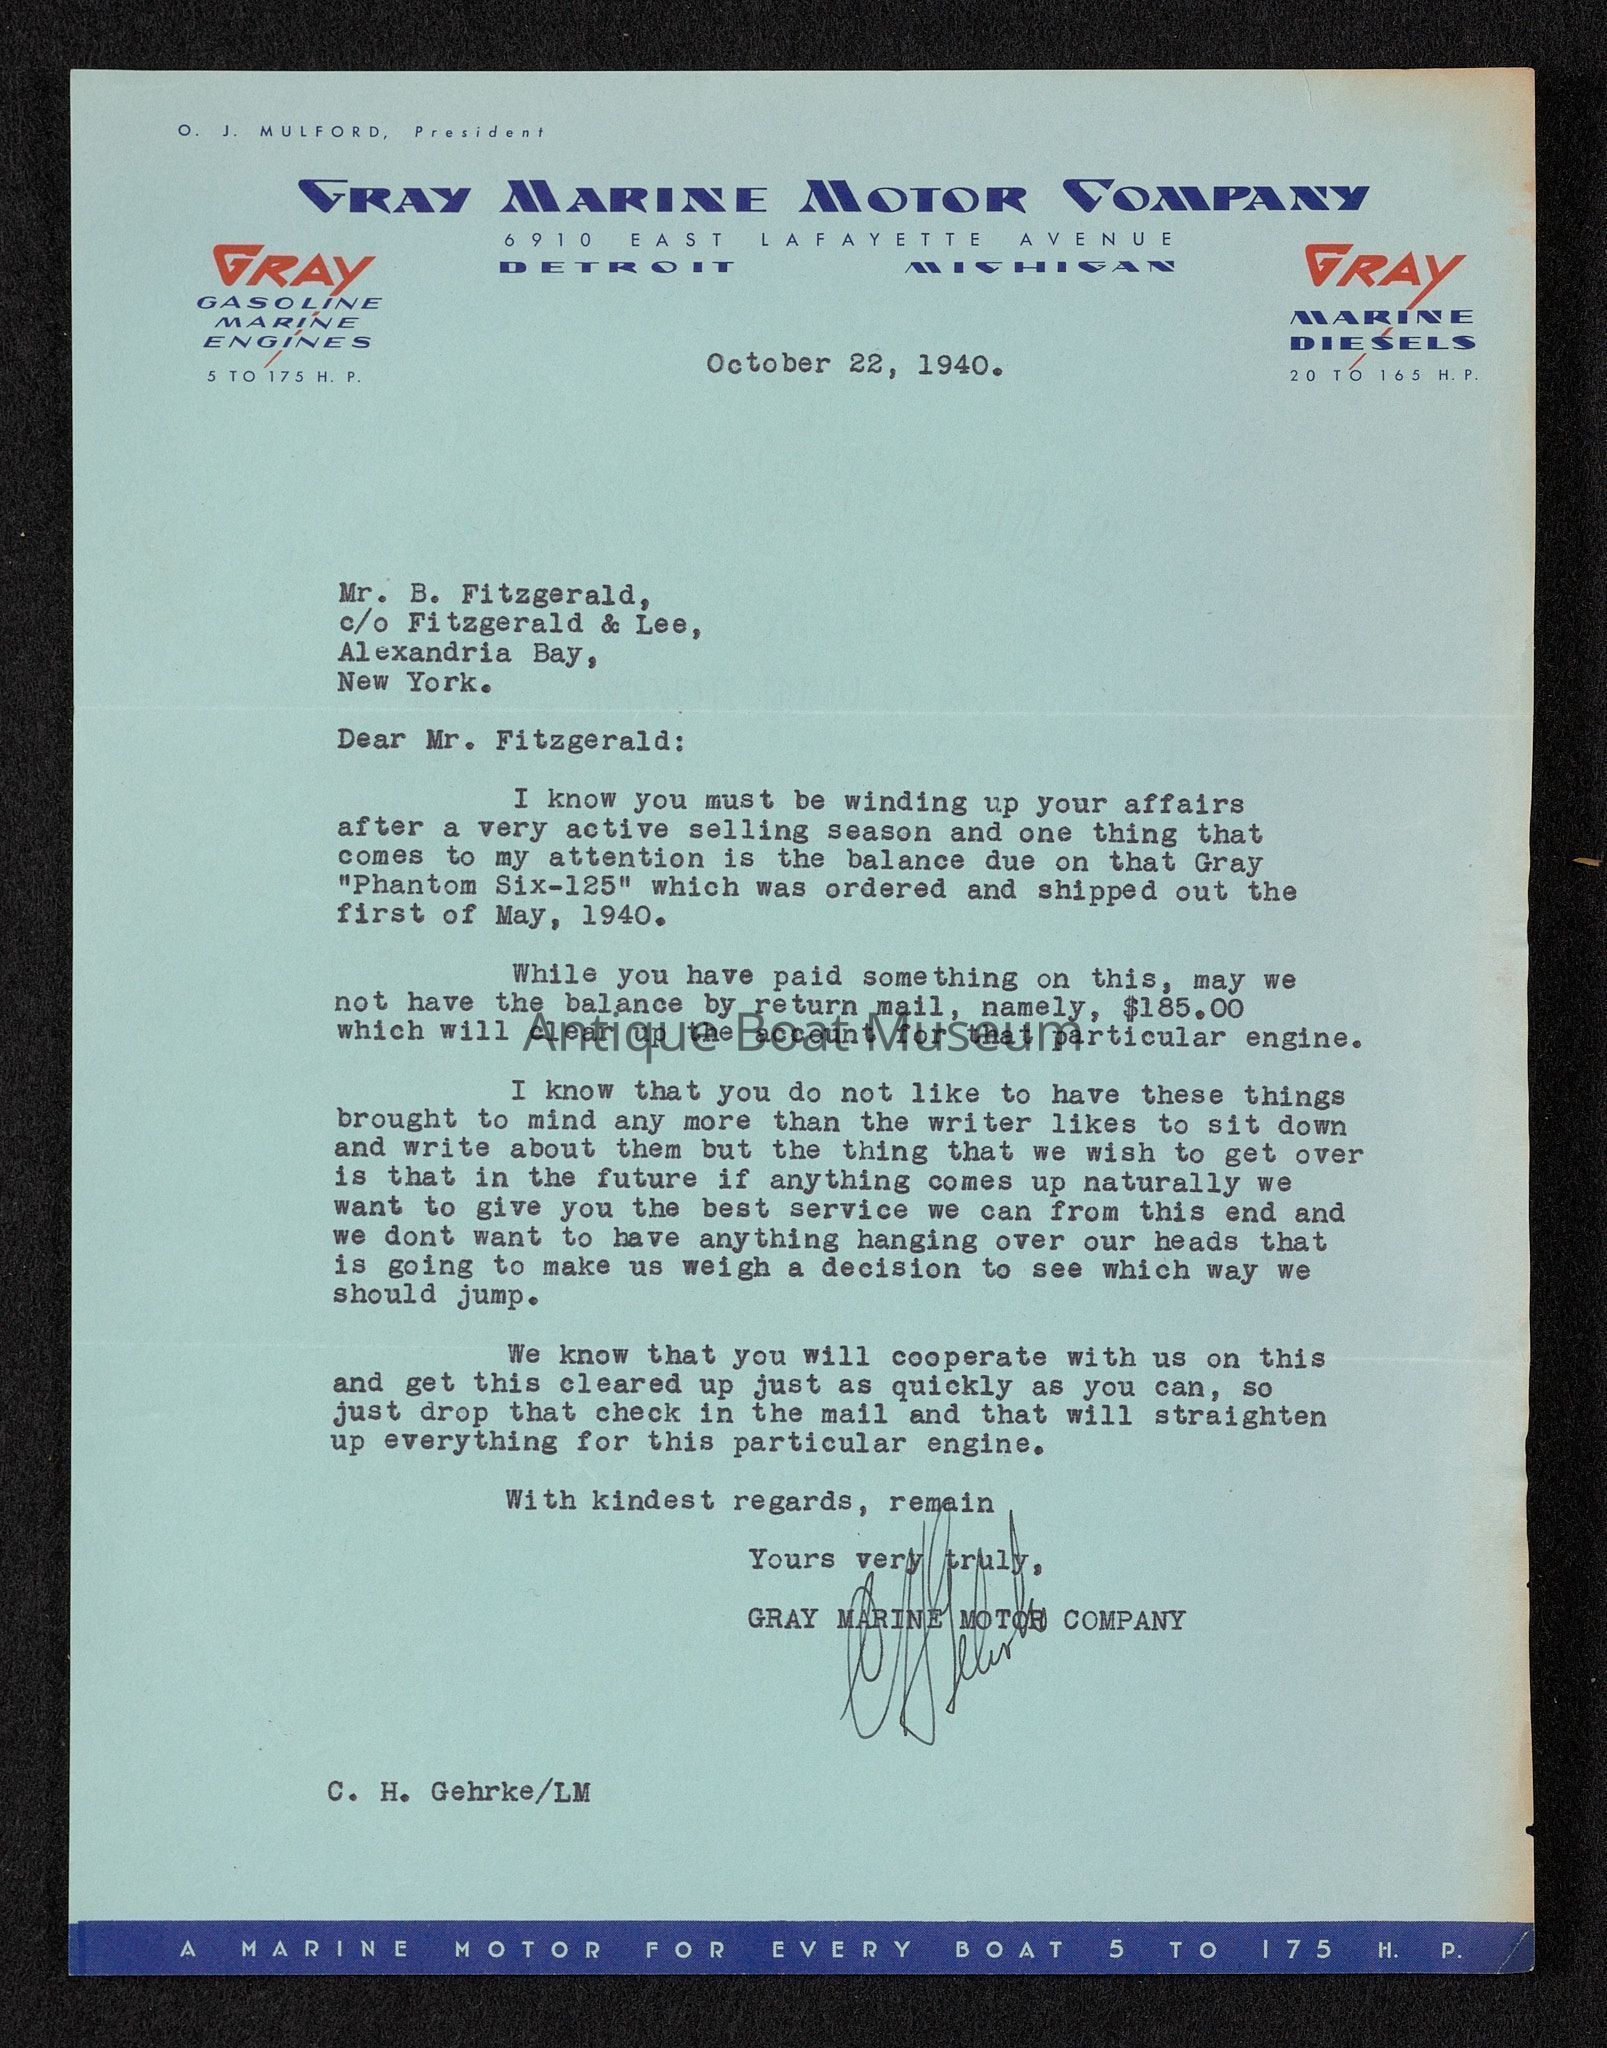 O. J. MULFORD, President
GRAY MARINE MOTOR COMPANY
6910 EAST LAFAYETTE AVENUE
DETROIT MICHIGAN
GRAY
GASOLINE
MARINE
ENGINES
5 TO 175 H. P.
GRAY
MARINE
DIESELS
20 TO 165 H. P.
October 22, 1940.
Mr. B. Fitzgerald,
c/o Fitzgerald & Lee,
Alexandria Bay,
New York.
Dear Mr. Fitzgerald:
I know you must be winding up your affairs
after a very active selling season and one thing that
comes to my attention is the balance due on that Gray
"Phantom Six-125" which was ordered and shipped out the
first of May, 1940.
While you have paid something on this, may we
not have the balance by return mail, namely, $185.00
which will clear up the account for that particular engine.
Antique Boat Museum
I know that you do not like to have these things
brought to mind any more than the writer likes to sit down
and write about them but the thing that we wish to get over
is that in the future if anything comes up naturally we
want to give you the best service we can from this end and
we dont want to have anything hanging over our heads that
is going to make us weigh a decision to see which way we
should jump.
We know that you will cooperate with us on this
and get this cleared up just as quickly as you can, so
just drop that check in the mail and that will straighten
up everything for this particular engine.
With kindest regards, remain
Yours very truly,
GRAY MARINE MOTOR COMPANY
C H Gehrke
C. H. Gehrke/LM
A MARINE MOTOR FOR EVERY BOAT 5 TO 175 H. P.